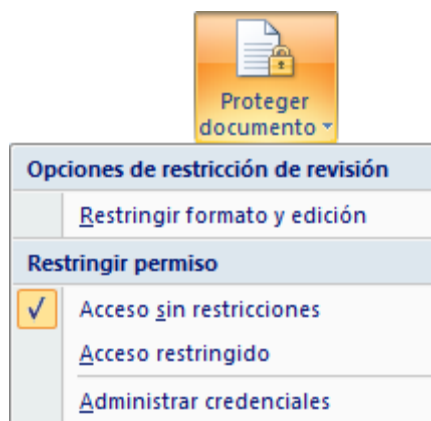 Proteger
documento
Opciones de restricción de revisión
Restringir formato y edición
Restringir permiso
Acceso sin restricciones
Acceso restringido
Administrar credenciales